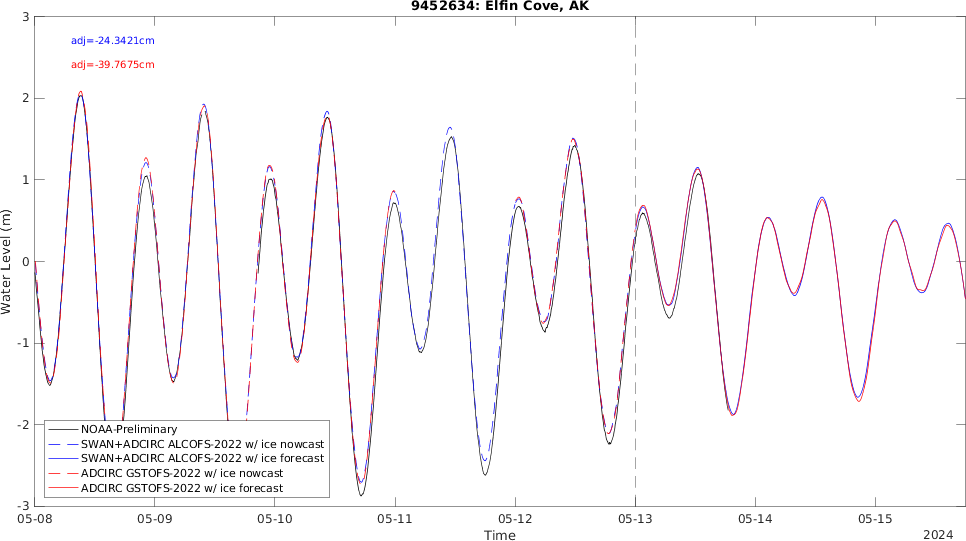 9452634: Elfin Cove, AK
3
adj=-24.3421cm
adj=-39.7675cm
2
1
0
-1
-2
-3
Water Level (m)
NOAA-Preliminary
SWAN+ADCIRC ALCOFS-2022 w/ ice nowcast
SWAN+ADCIRC ALCOFS-2022 w/ ice forecast
ADCIRC GSTOFS-2022 w/ ice nowcast
ADCIRC GSTOFS-2022 w/ ice forecast
05-08 05-09 05-10 05-11 05-12 05-13 05-14 05-15
Time
2024